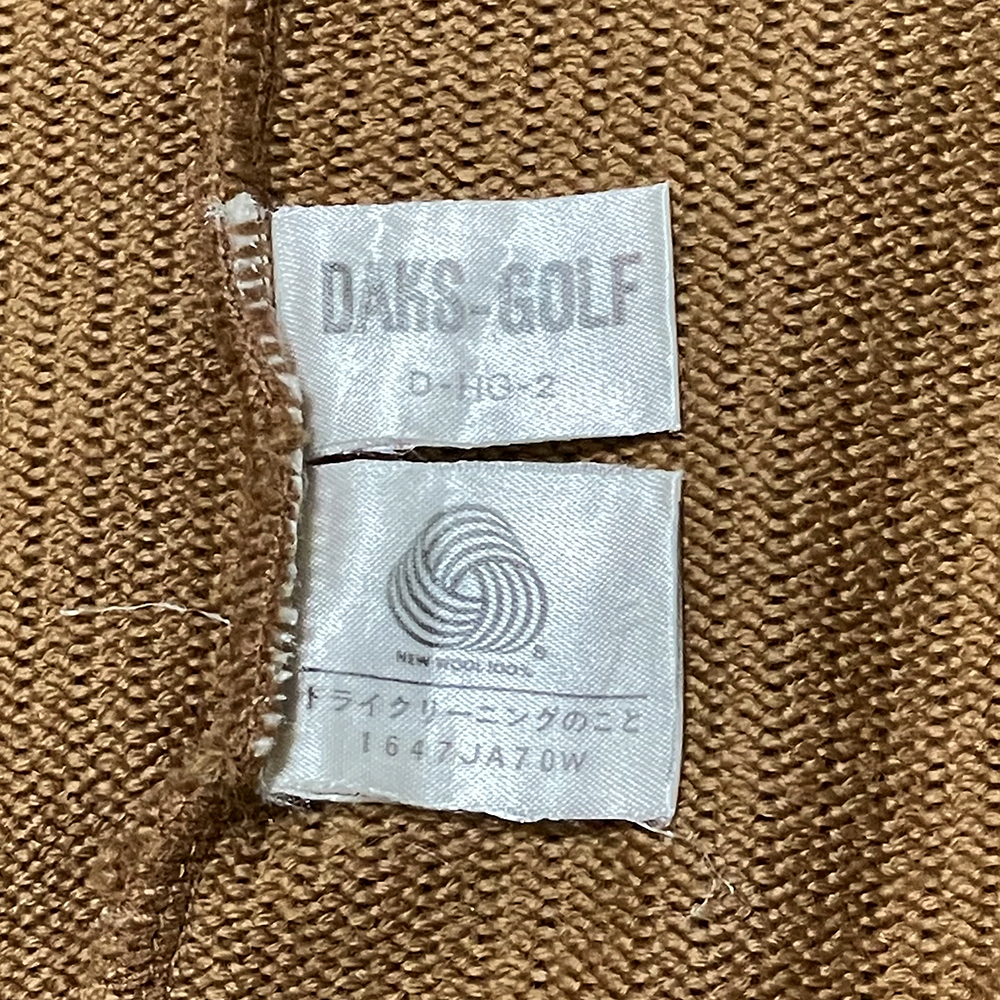 DAKS-GOLF
D-HG-2
NEW WOOL 100%
ドライクリーニングのこと
1647JA70W